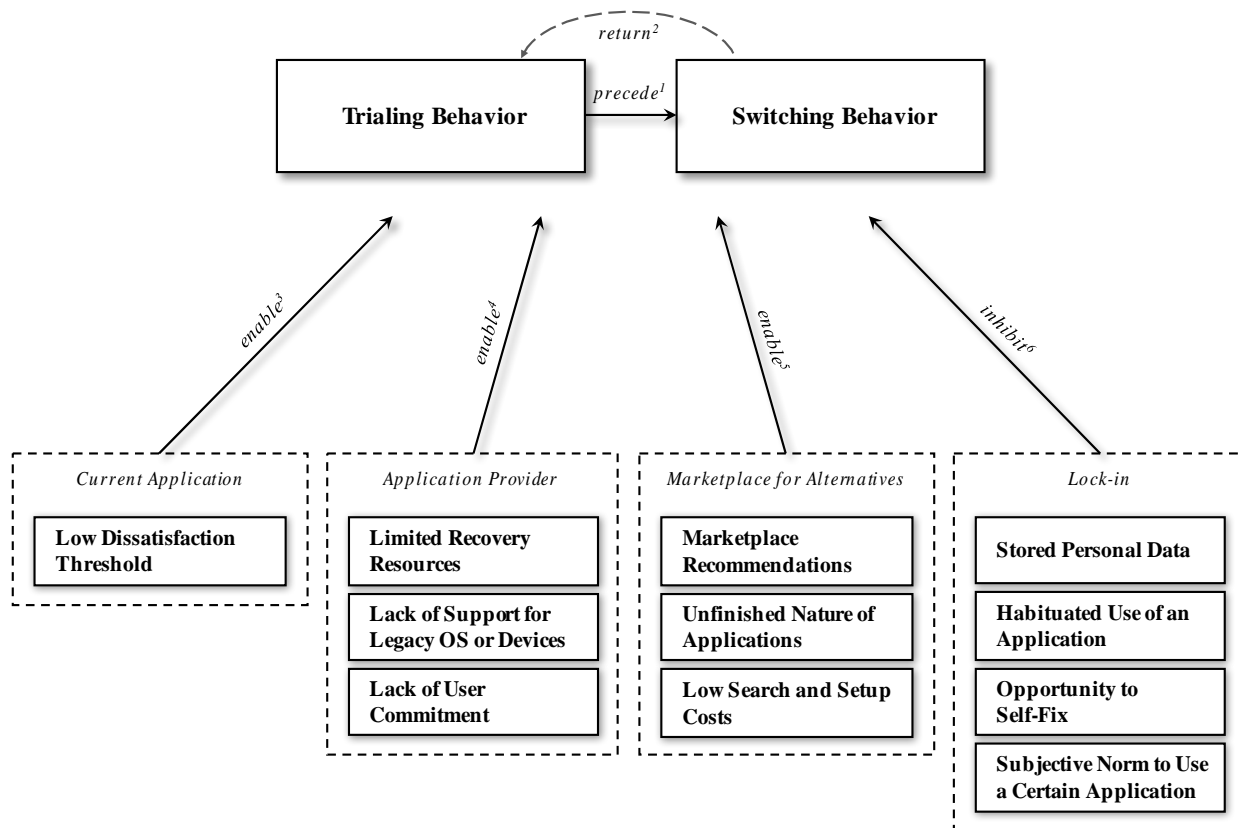 return²
precede¹
Trialing Behavior
Switching Behavior
enable³
enable⁴
enable⁵
inhibit⁶
Current Application
Low Dissatisfaction
Threshold
Application Provider
Limited Recovery
Resources
Lack of Support for
Legacy OS or Devices
Lack of User
Commitment
Marketplace for Alternatives
Marketplace
Recommendations
Unfinished Nature of
Applications
Low Search and Setup
Costs
Lock-in
Stored Personal Data
Habituated Use of an
Application
Opportunity to
Self-Fix
Subjective Norm to Use
a Certain Application